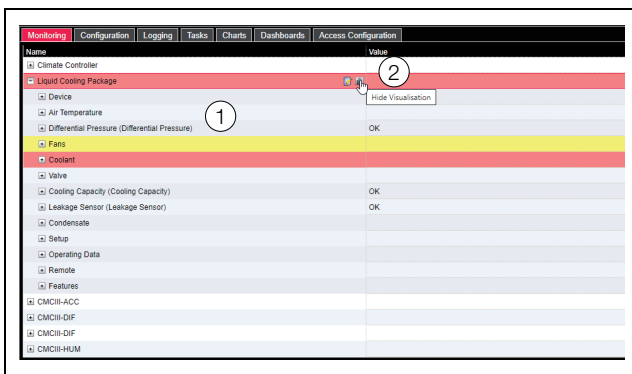 Monitoring Configuration Logging Tasks Charts Dashboards Access Configuration
Name Value
Climate Controller
Liquid Cooling Package 2
Device Hide Visualisation
Air Temperature
1
Differential Pressure (Differential Pressure) OK
Fans
Coolant
Valve
Cooling Capacity (Cooling Capacity) OK
Leakage Sensor (Leakage Sensor) OK
Condensate
Setup
Operating Data
Remote
Features
CMCIII-ACC
CMCIII-DIF
CMCIII-DIF
CMCIII-HUM